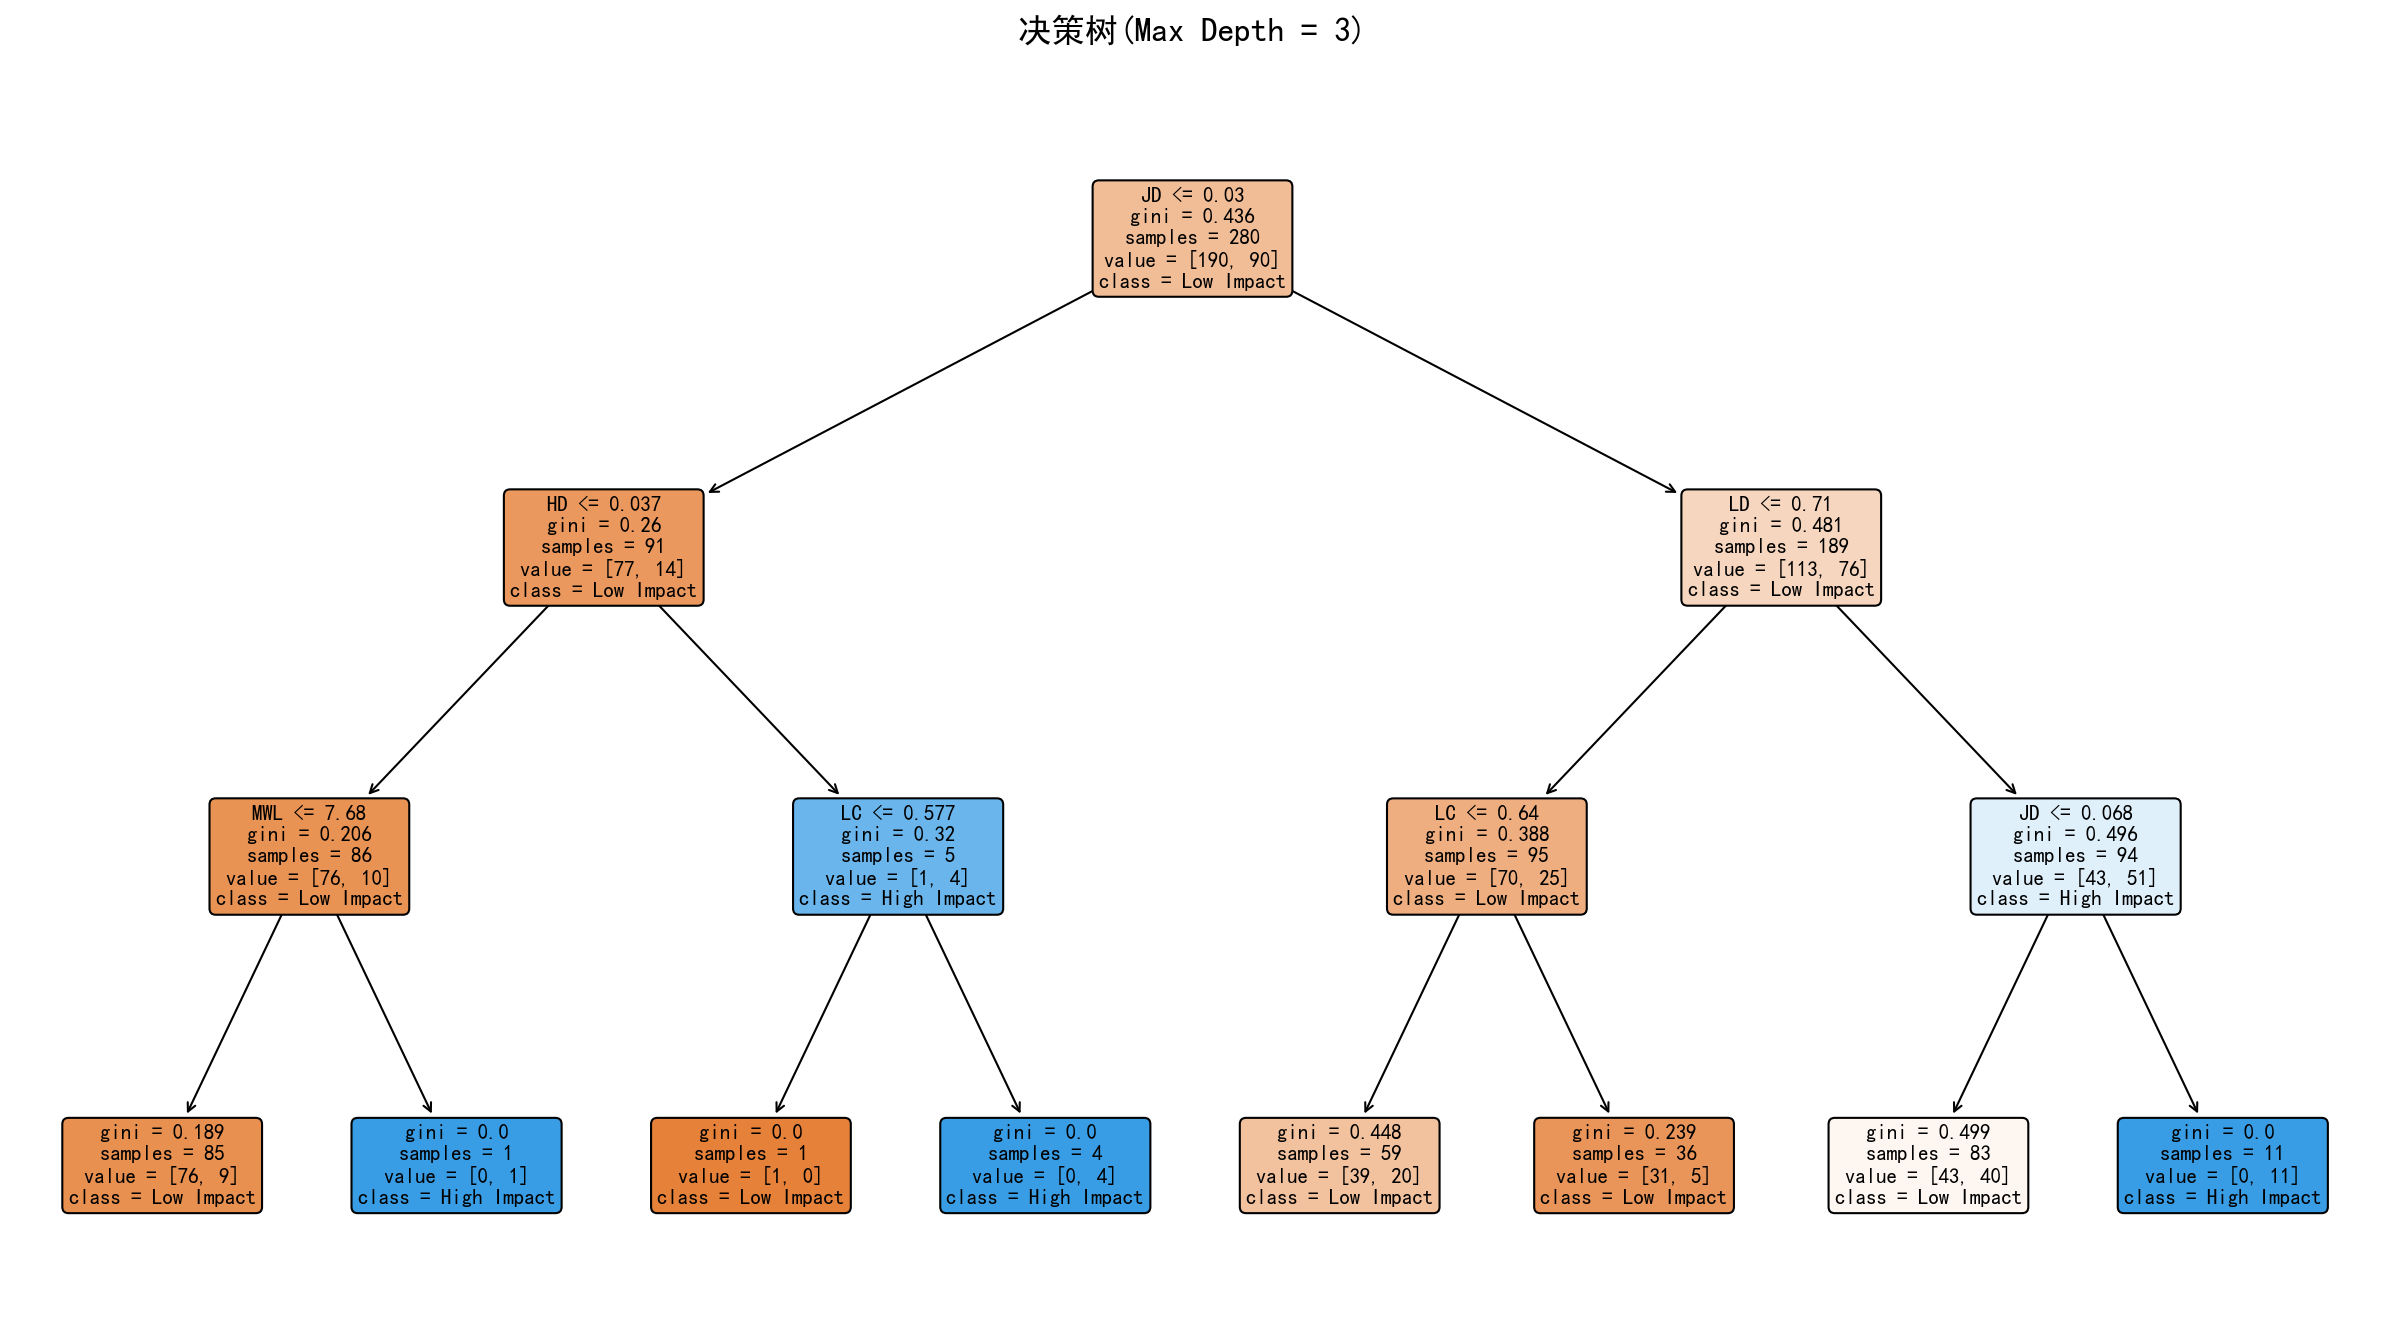 决策树(Max Depth = 3)
JD <= 0.03
gini = 0.436
samples = 280
value = [190, 90]
class = Low Impact
HD <= 0.037
gini = 0.26
samples = 91
value = [77, 14]
class = Low Impact
LD <= 0.71
gini = 0.481
samples = 189
value = [113, 76]
class = Low Impact
MWL <= 7.68
gini = 0.206
samples = 86
value = [76, 10]
class = Low Impact
LC <= 0.577
gini = 0.32
samples = 5
value = [1, 4]
class = High Impact
LC <= 0.64
gini = 0.388
samples = 95
value = [70, 25]
class = Low Impact
JD <= 0.068
gini = 0.496
samples = 94
value = [43, 51]
class = High Impact
gini = 0.189
samples = 85
value = [76, 9]
class = Low Impact
gini = 0.0
samples = 1
value = [0, 1]
class = High Impact
gini = 0.0
samples = 1
value = [1, 0]
class = Low Impact
gini = 0.0
samples = 4
value = [0, 4]
class = High Impact
gini = 0.448
samples = 59
value = [39, 20]
class = Low Impact
gini = 0.239
samples = 36
value = [31, 5]
class = Low Impact
gini = 0.499
samples = 83
value = [43, 40]
class = Low Impact
gini = 0.0
samples = 11
value = [0, 11]
class = High Impact